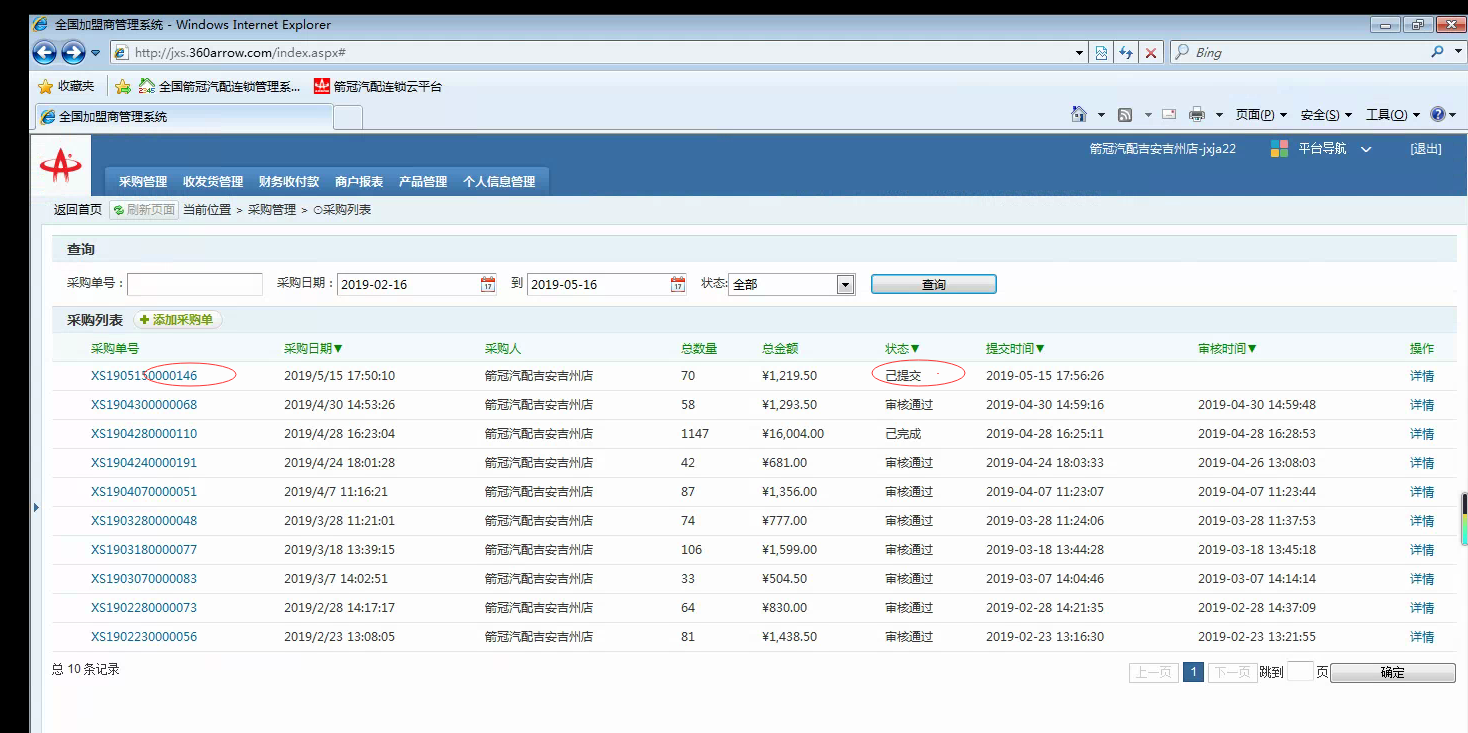 全国加盟商管理系统 - Windows Internet Explorer
http://jxs.360arrow.com/index.aspx# Bing
收藏夹 2345 全国箭冠汽配连锁管理系... 箭冠汽配连锁云平台
全国加盟商管理系统 页面(P) 安全(S) 工具(O)
箭冠汽配吉安吉州店-jxja22 平台导航 [退出]
采购管理 收发货管理 财务收付款 商户报表 产品管理 个人信息管理
返回首页 刷新页面 当前位置 > 采购管理 > ⊙采购列表
查询
采购单号： 采购日期： 2019-02-16 17 到 2019-05-16 17 状态: 全部 查询
采购列表 添加采购单
采购单号 采购日期▼ 采购人 总数量 总金额 状态▼ 提交时间▼ 审核时间▼ 操作
XS1905150000146 2019/5/15 17:50:10 箭冠汽配吉安吉州店 70 ¥1,219.50 已提交 2019-05-15 17:56:26 详情
XS1904300000068 2019/4/30 14:53:26 箭冠汽配吉安吉州店 58 ¥1,293.50 审核通过 2019-04-30 14:59:16 2019-04-30 14:59:48 详情
XS1904280000110 2019/4/28 16:23:04 箭冠汽配吉安吉州店 1147 ¥16,004.00 已完成 2019-04-28 16:25:11 2019-04-28 16:28:53 详情
XS1904240000191 2019/4/24 18:01:28 箭冠汽配吉安吉州店 42 ¥681.00 审核通过 2019-04-24 18:03:33 2019-04-26 13:08:03 详情
XS1904070000051 2019/4/7 11:16:21 箭冠汽配吉安吉州店 87 ¥1,356.00 审核通过 2019-04-07 11:23:07 2019-04-07 11:23:44 详情
XS1903280000048 2019/3/28 11:21:01 箭冠汽配吉安吉州店 74 ¥777.00 审核通过 2019-03-28 11:24:06 2019-03-28 11:37:53 详情
XS1903180000077 2019/3/18 13:39:15 箭冠汽配吉安吉州店 106 ¥1,599.00 审核通过 2019-03-18 13:44:28 2019-03-18 13:45:18 详情
XS1903070000083 2019/3/7 14:02:51 箭冠汽配吉安吉州店 33 ¥504.50 审核通过 2019-03-07 14:04:46 2019-03-07 14:14:14 详情
XS1902280000073 2019/2/28 14:17:17 箭冠汽配吉安吉州店 64 ¥830.00 审核通过 2019-02-28 14:21:35 2019-02-28 14:37:09 详情
XS1902230000056 2019/2/23 13:08:05 箭冠汽配吉安吉州店 81 ¥1,438.50 审核通过 2019-02-23 13:16:30 2019-02-23 13:21:55 详情
总 10 条记录 上一页 1 下一页 跳到 页 确定